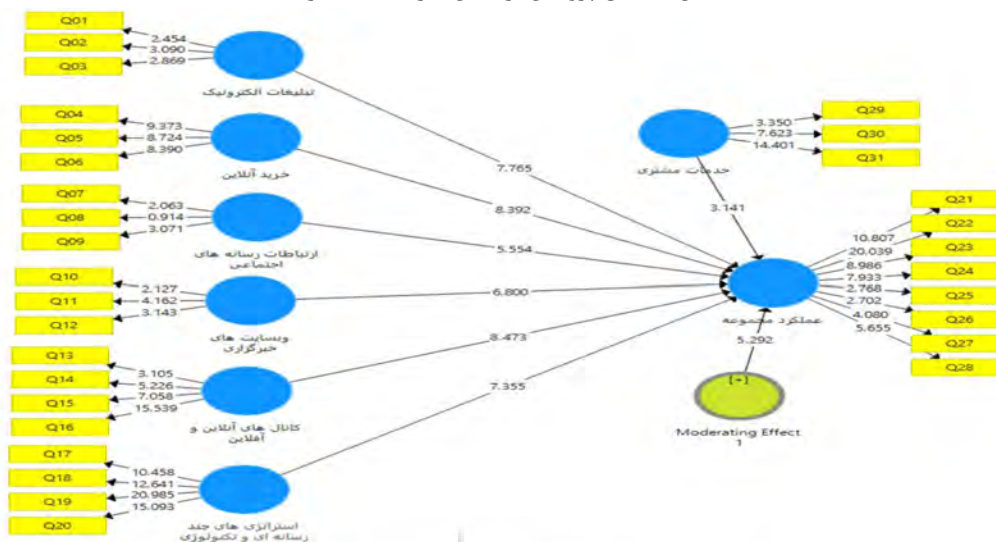 Q01
Q02
Q03
2.454
3.090
2.869
تبلیغات الکترونیک
Q04
Q05
Q06
9.373
8.724
8.390
خرید آنلاین
Q07
Q08
Q09
2.063
0.914
3.071
ارتباطات رسانه های
اجتماعی
Q10
Q11
Q12
2.127
4.162
3.143
وبسایت های
خبرگزاری
Q13
Q14
Q15
Q16
3.105
5.226
7.058
15.539
کانال های آنلاین و
آفلاین
Q17
Q18
Q19
Q20
10.458
12.641
20.985
15.093
استراتژی های چند
رسانه ای و تکنولوژی
7.765
8.392
5.554
6.800
8.473
7.355
Q29
Q30
Q31
3.350
7.623
14.401
خدمات مشتری
3.141
Q21
Q22
Q23
Q24
Q25
Q26
Q27
Q28
10.807
20.039
8.986
7.933
2.768
2.702
4.080
5.655
عملکرد مجموعه
5.292
[+]
Moderating Effect
1